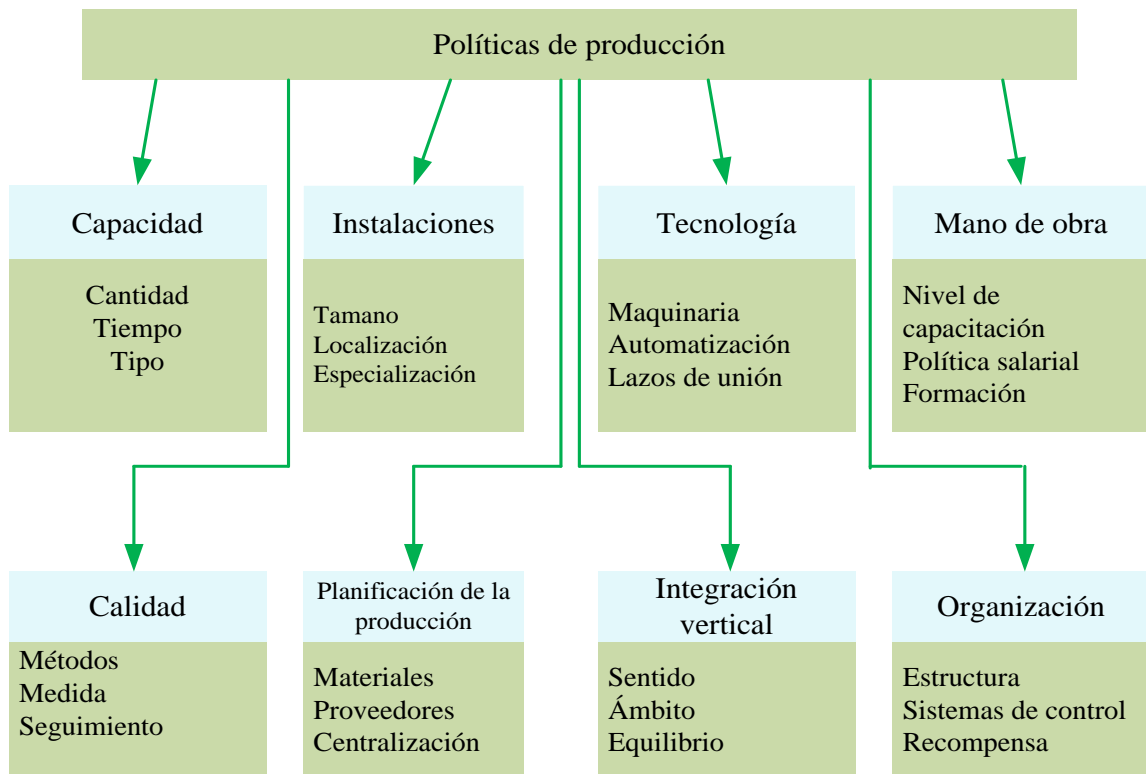 Políticas de producción
Capacidad
Cantidad
Tiempo
Tipo
Instalaciones
Tamano
Localización
Especialización
Tecnología
Maquinaria
Automatización
Lazos de unión
Mano de obra
Nivel de
capacitación
Política salarial
Formación
Calidad
Métodos
Medida
Seguimiento
Planificación de la
producción
Materiales
Proveedores
Centralización
Integración
vertical
Sentido
Ámbito
Equilibrio
Organización
Estructura
Sistemas de control
Recompensa